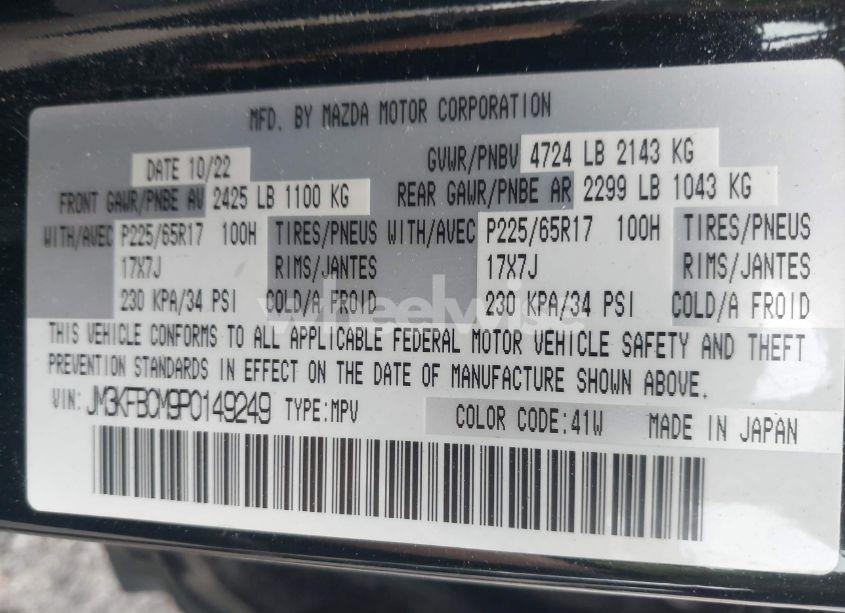 MFD. BY MAZDA MOTOR CORPORATION
DATE 10/22 GVWR/PNBV 4724 LB 2143 KG
FRONT GAWR/PNBE AV 2425 LB 1100 KG REAR GAWR/PNBE AR 2299 LB 1043 KG
WITH/AVEC P225/65R17 100H TIRES/PNEUS WITH/AVEC P225/65R17 100H TIRES/PNEUS
17X7J RIMS/JANTES 17X7J RIMS/JANTES
230 KPA/34 PSI COLD/A FROID 230 KPA/34 PSI COLD/A FROID
THIS VEHICLE CONFORMS TO ALL APPLICABLE FEDERAL MOTOR VEHICLE SAFETY AND THEFT
PREVENTION STANDARDS IN EFFECT ON THE DATE OF MANUFACTURE SHOWN ABOVE.
VIN: JM3KFBCM9P0149249 TYPE:MPV COLOR CODE:41W MADE IN JAPAN